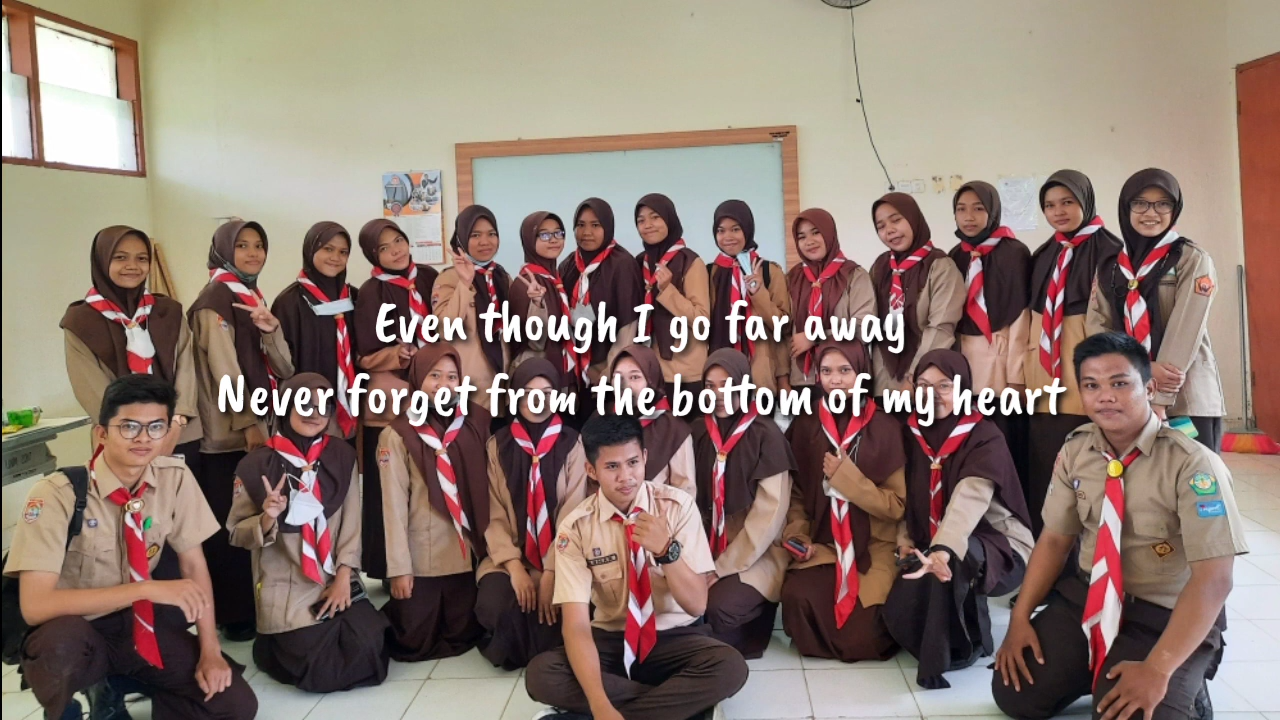 Even though I go far away
Never forget from the bottom of my heart